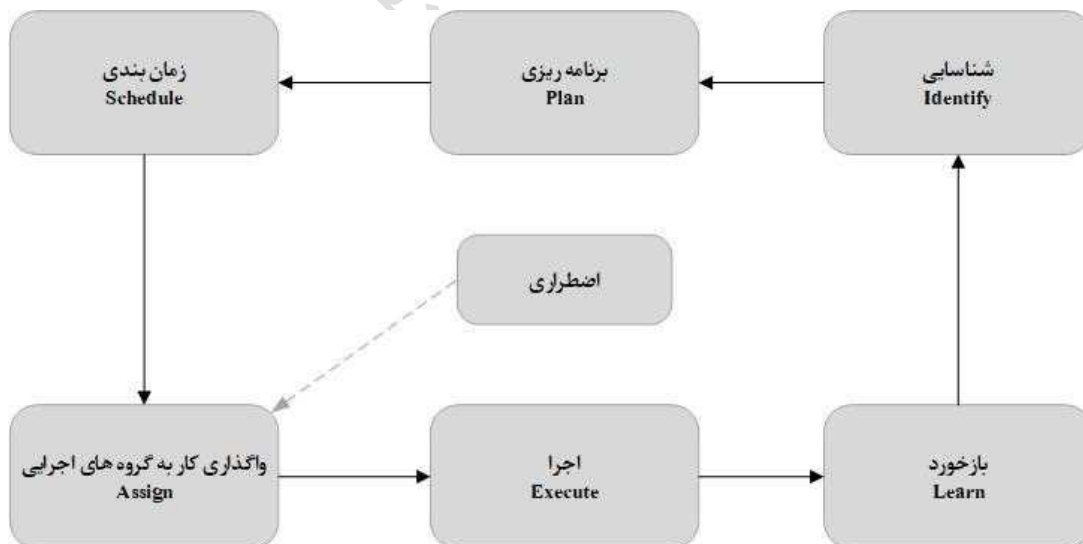 شناسایی
Identify
برنامه ریزی
Plan
زمان بندی
Schedule
اضطراری
واگذاری کار به گروه های اجرایی
Assign
اجرا
Execute
بازخورد
Learn